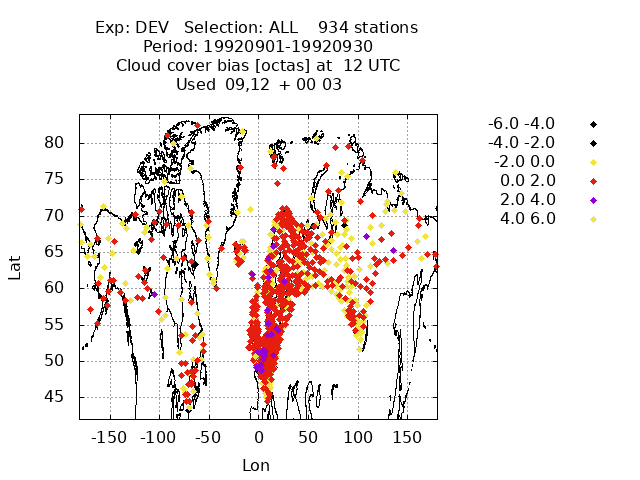 Exp: DEV Selection: ALL 934 stations
Period: 19920901-19920930
Cloud cover bias [octas] at 12 UTC
Used 09,12 + 00 03
-6.0 -4.0
-4.0 -2.0
-2.0 0.0
0.0 2.0
2.0 4.0
4.0 6.0
80
75
70
65
60
55
50
45
Lat
-150 -100 -50 0 50 100 150
Lon